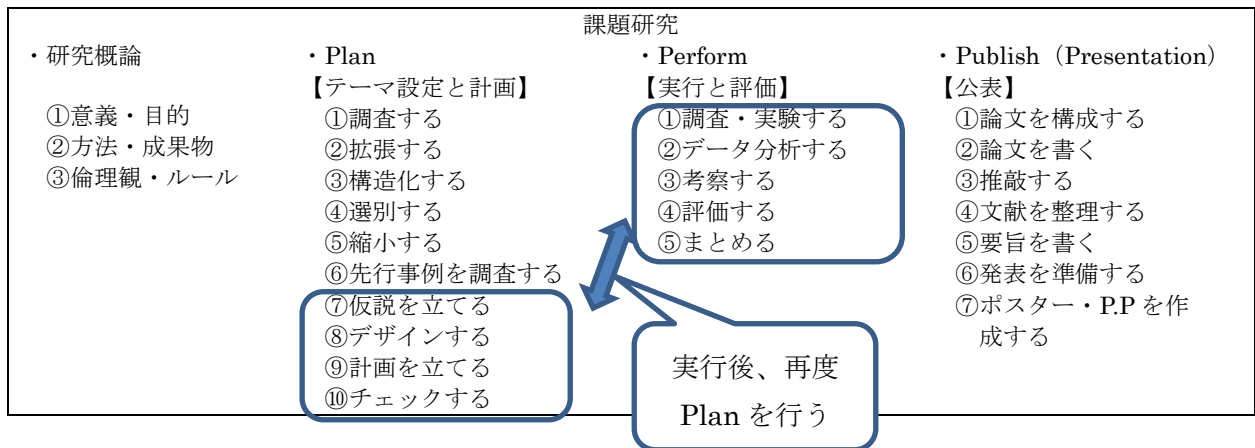 課題研究
・研究概論
①意義・目的
②方法・成果物
③倫理観・ルール
・Plan
【テーマ設定と計画】
①調査する
②拡張する
③構造化する
④選別する
⑤縮小する
⑥先行事例を調査する
⑦仮説を立てる
⑧デザインする
⑨計画を立てる
⑩チェックする
・Perform
【実行と評価】
①調査・実験する
②データ分析する
③考察する
④評価する
⑤まとめる
実行後、再度
Plan を行う
・Publish（Presentation）
【公表】
①論文を構成する
②論文を書く
③推敲する
④文献を整理する
⑤要旨を書く
⑥発表を準備する
⑦ポスター・P.P を作
成する